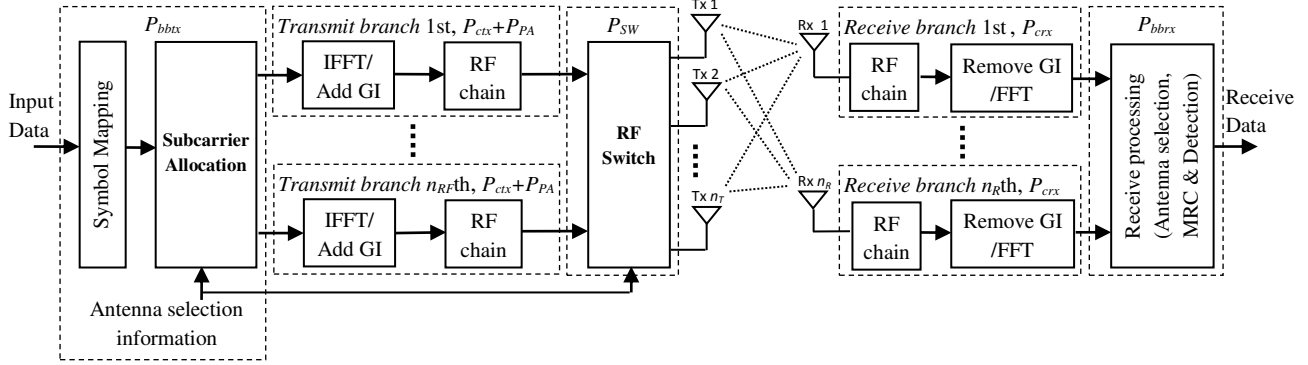 P_bbtx
Input
Data
Symbol Mapping
Subcarrier
Allocation
Antenna selection
information
Transmit branch 1st, P_ctx+P_PA
IFFT/
Add GI
RF
chain
Transmit branch n_RFth, P_ctx+P_PA
IFFT/
Add GI
RF
chain
P_SW
RF
Switch
Tx 1
Tx 2
Tx n_T
Rx 1
Rx n_R
Receive branch 1st , P_crx
RF
chain
Remove GI
/FFT
Receive branch n_Rth, P_crx
RF
chain
Remove GI
/FFT
P_bbrx
Receive processing
(Antenna selection,
MRC & Detection)
Receive
Data